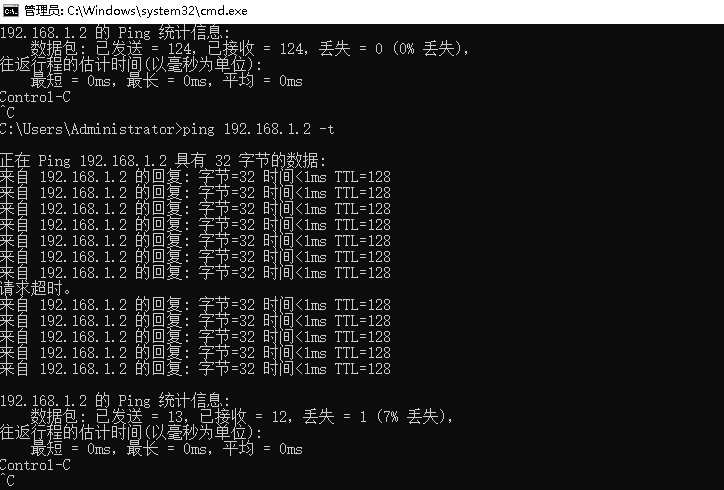 管理员: C:\Windows\system32\cmd.exe
192.168.1.2 的 Ping 统计信息:
数据包: 已发送 = 124, 已接收 = 124, 丢失 = 0 (0% 丢失),
往返行程的估计时间(以毫秒为单位):
最短 = 0ms, 最长 = 0ms, 平均 = 0ms
Control-C
^C
C:\Users\Administrator>ping 192.168.1.2 -t
正在 Ping 192.168.1.2 具有 32 字节的数据:
来自 192.168.1.2 的回复: 字节=32 时间<1ms TTL=128
来自 192.168.1.2 的回复: 字节=32 时间<1ms TTL=128
来自 192.168.1.2 的回复: 字节=32 时间<1ms TTL=128
来自 192.168.1.2 的回复: 字节=32 时间<1ms TTL=128
来自 192.168.1.2 的回复: 字节=32 时间<1ms TTL=128
来自 192.168.1.2 的回复: 字节=32 时间<1ms TTL=128
来自 192.168.1.2 的回复: 字节=32 时间<1ms TTL=128
请求超时。
来自 192.168.1.2 的回复: 字节=32 时间<1ms TTL=128
来自 192.168.1.2 的回复: 字节=32 时间<1ms TTL=128
来自 192.168.1.2 的回复: 字节=32 时间<1ms TTL=128
来自 192.168.1.2 的回复: 字节=32 时间<1ms TTL=128
来自 192.168.1.2 的回复: 字节=32 时间<1ms TTL=128
192.168.1.2 的 Ping 统计信息:
数据包: 已发送 = 13, 已接收 = 12, 丢失 = 1 (7% 丢失),
往返行程的估计时间(以毫秒为单位):
最短 = 0ms, 最长 = 0ms, 平均 = 0ms
Control-C
^C